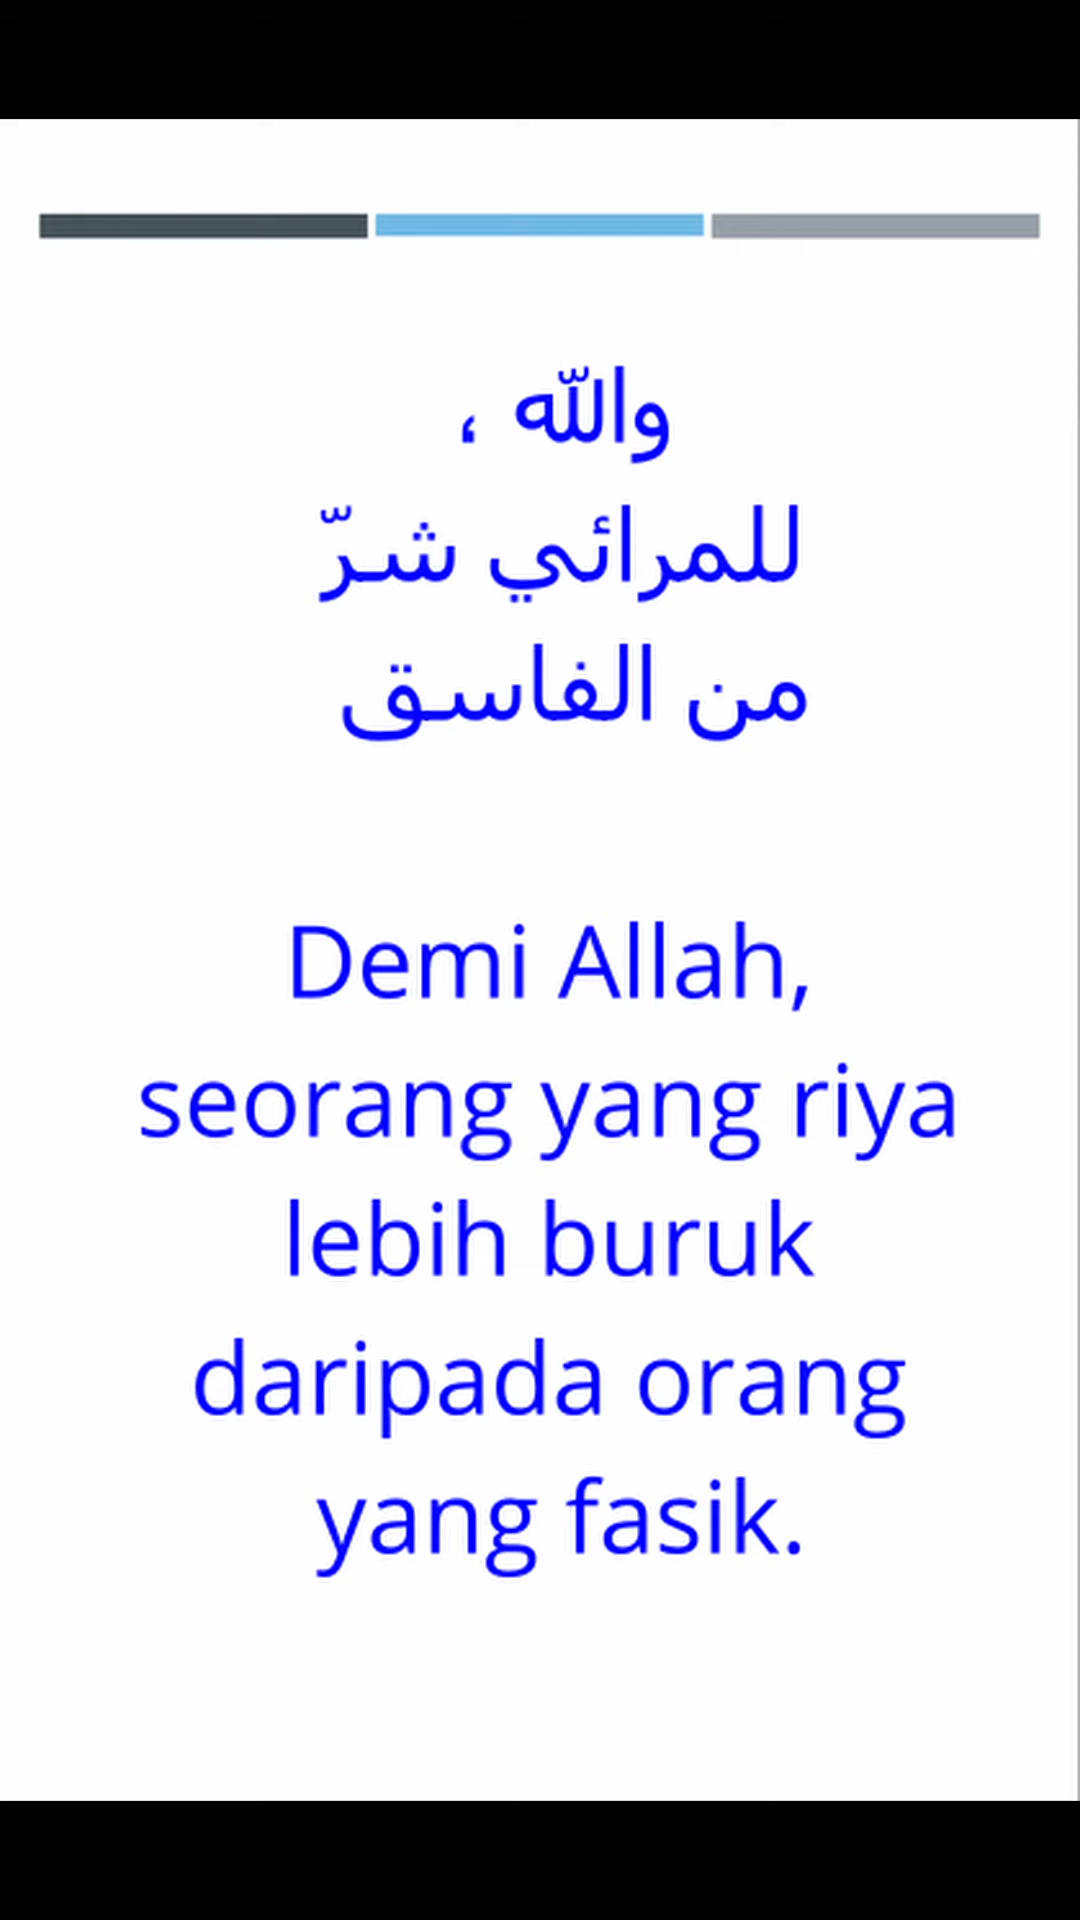 والله ،
للمرائي شرّ
من الفاسق
Demi Allah,
seorang yang riya
lebih buruk
daripada orang
yang fasik.